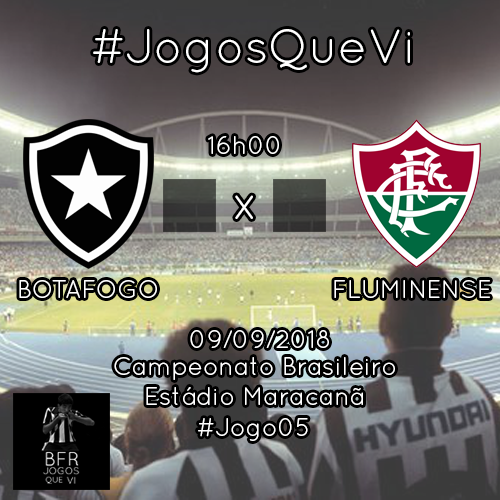 #JogosQueVi
16h00
X
BOTAFOGO
FLUMINENSE
09/09/2018
Campeonato Brasileiro
Estádio Maracanã
#Jogo05
HYUNDAI
BFR
JOGOS
QUE VI